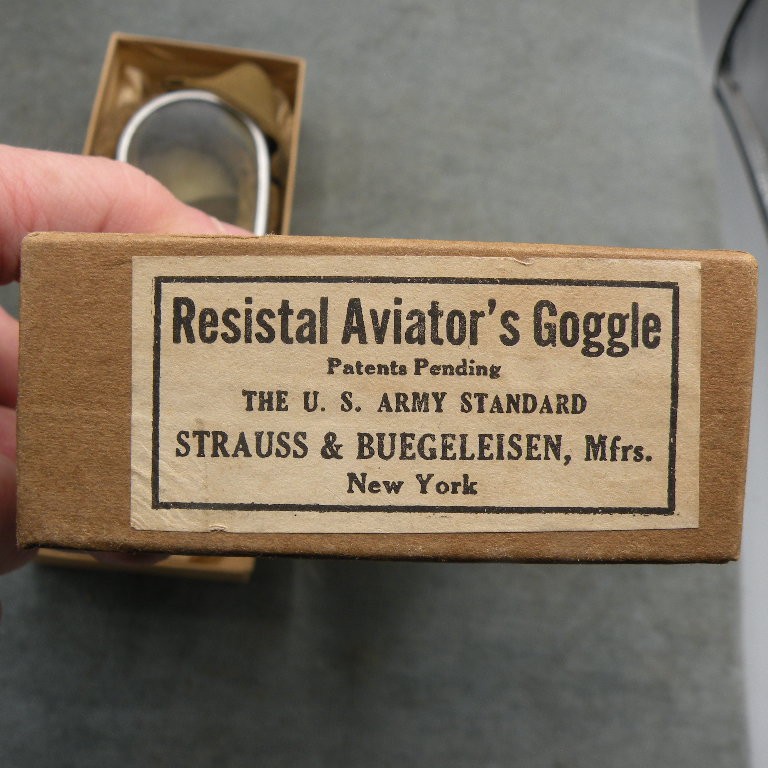 Resistal Aviator's Goggle
Patents Pending
THE U. S. ARMY STANDARD
STRAUSS & BUEGELEISEN, Mfrs.
New York